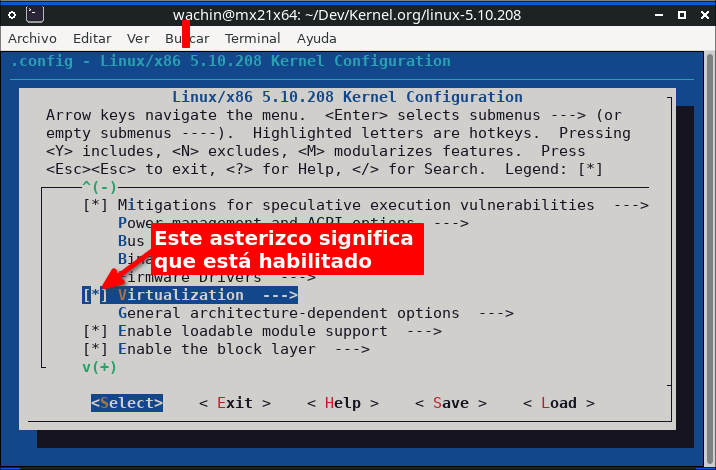 wachin@mx21x64: ~/Dev/Kernel.org/linux-5.10.208
Archivo Editar Ver Buscar Terminal Ayuda
.config - Linux/x86 5.10.208 Kernel Configuration
Linux/x86 5.10.208 Kernel Configuration
Arrow keys navigate the menu. <Enter> selects submenus ---> (or
empty submenus ----). Highlighted letters are hotkeys. Pressing
<Y> includes, <N> excludes, <M> modularizes features. Press
<Esc><Esc> to exit, <?> for Help, </> for Search. Legend: [*]
^(-)
[*] Mitigations for speculative execution vulnerabilities --->
Power management and ACPI options --->
Bus
Este asterizco significa
que está habilitado
Firmware Drivers --->
[*] Virtualization --->
General architecture-dependent options --->
[*] Enable loadable module support --->
[*] Enable the block layer --->
v(+)
<Select> < Exit > < Help > < Save > < Load >